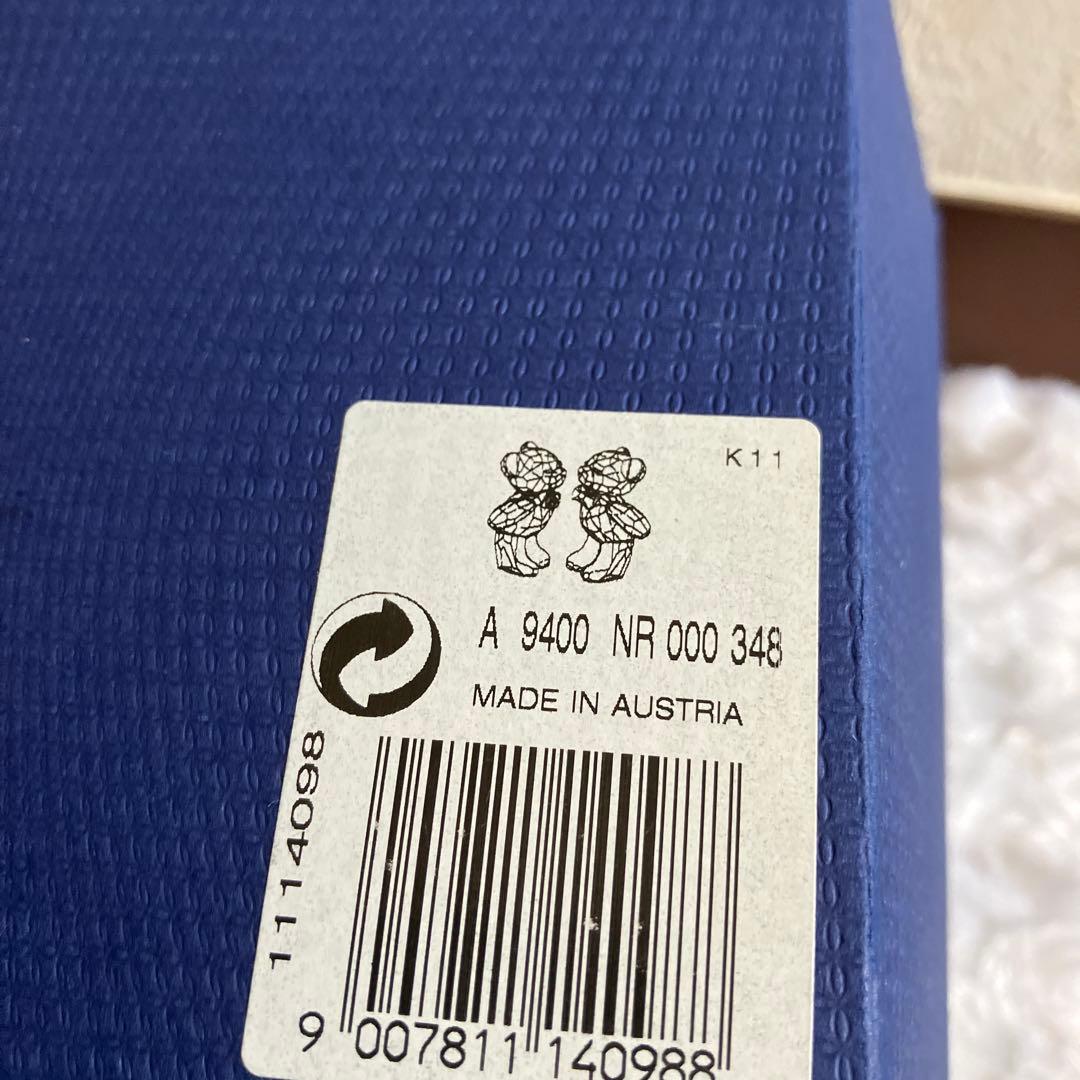 K11
A 9400 NR 000 348
MADE IN AUSTRIA
1114098
9 007811 140988